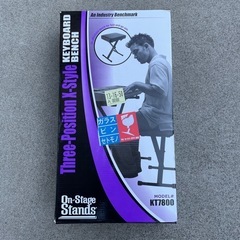 An Industry Benchmark
Three-Position X-Style
KEYBOARD
BENCH
ガラス
ビン
セトモノ
On-Stage
Stands
MODEL#
KT7800